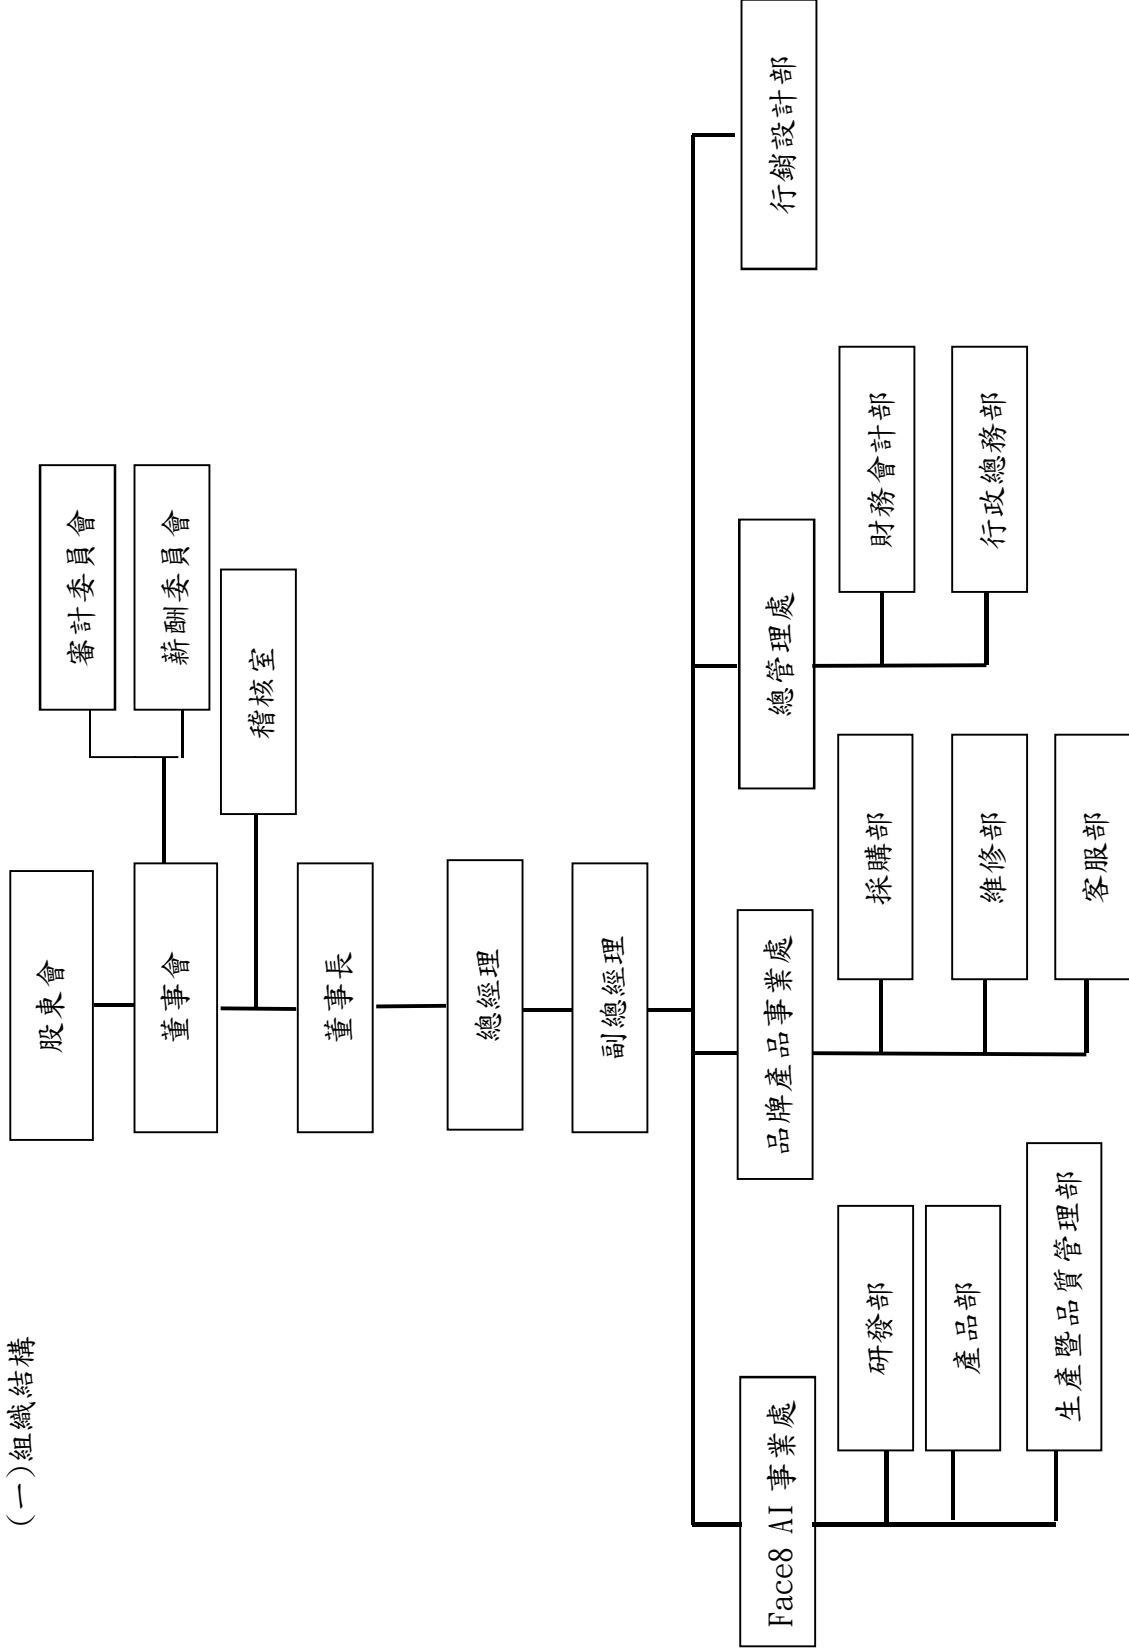 (一)組織結構
股東會
審計委員會
董事會
薪酬委員會
稽核室
董事長
總經理
副總經理
Face8 AI 事業處
品牌產品事業處
總管理處
行銷設計部
研發部
採購部
財務會計部
產品部
維修部
行政總務部
生產暨品質管理部
客服部